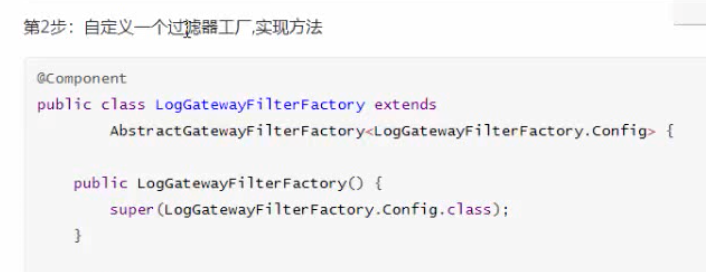 第2步：自定义一个过滤器工厂,实现方法
@Component
public class LogGatewayFilterFactory extends
AbstractGatewayFilterFactory<LogGatewayFilterFactory.Config> {
public LogGatewayFilterFactory() {
super(LogGatewayFilterFactory.Config.class);
}